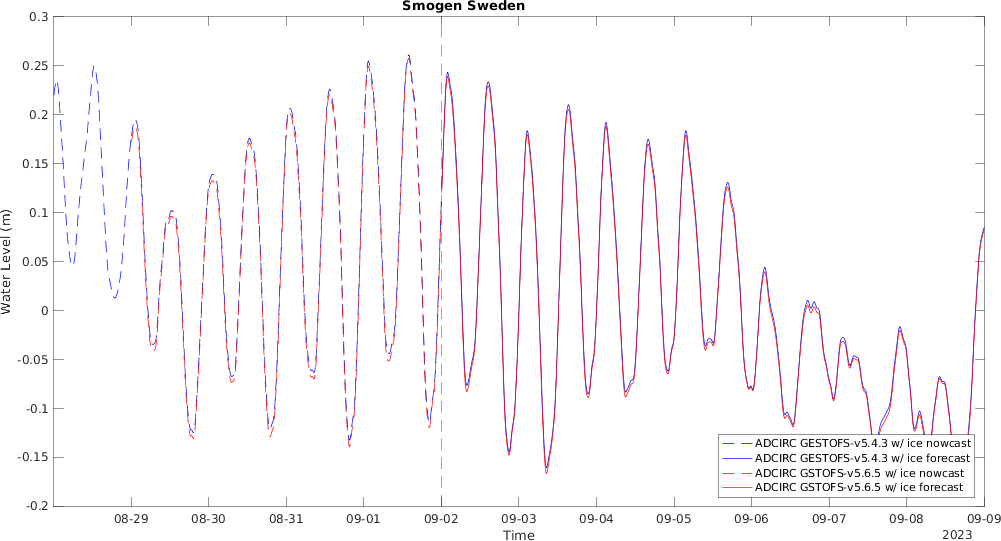 Smogen Sweden
0.3
0.25
0.2
0.15
0.1
0.05
0
-0.05
-0.1
-0.15
-0.2
Water Level (m)
ADCIRC GESTOFS-v5.4.3 w/ ice nowcast
ADCIRC GESTOFS-v5.4.3 w/ ice forecast
ADCIRC GSTOFS-v5.6.5 w/ ice nowcast
ADCIRC GSTOFS-v5.6.5 w/ ice forecast
08-29 08-30 08-31 09-01 09-02 09-03 09-04 09-05 09-06 09-07 09-08 09-09
Time
2023